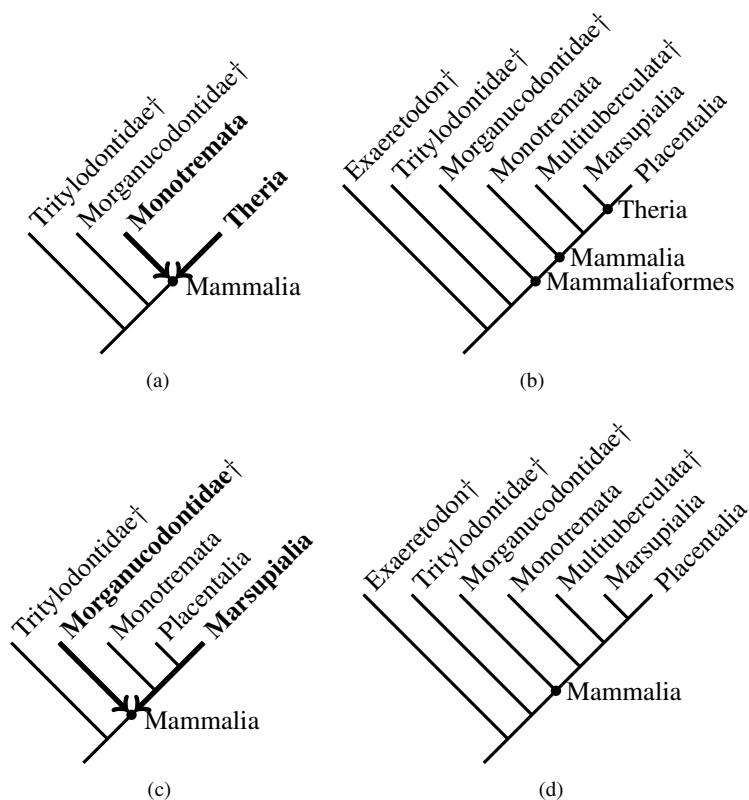 Tritylodontidae†
Morganucodontidae†
Monotremata
Theria
Mammalia
(a)
Exaeretodon†
Tritylodontidae†
Morganucodontidae†
Monotremata
Multituberculata†
Marsupialia
Placentalia
Theria
Mammalia
Mammaliaformes
(b)
Tritylodontidae†
Morganucodontidae†
Monotremata
Placentalia
Marsupialia
Mammalia
(c)
Exaeretodon†
Tritylodontidae†
Morganucodontidae†
Monotremata
Multituberculata†
Marsupialia
Placentalia
Mammalia
(d)